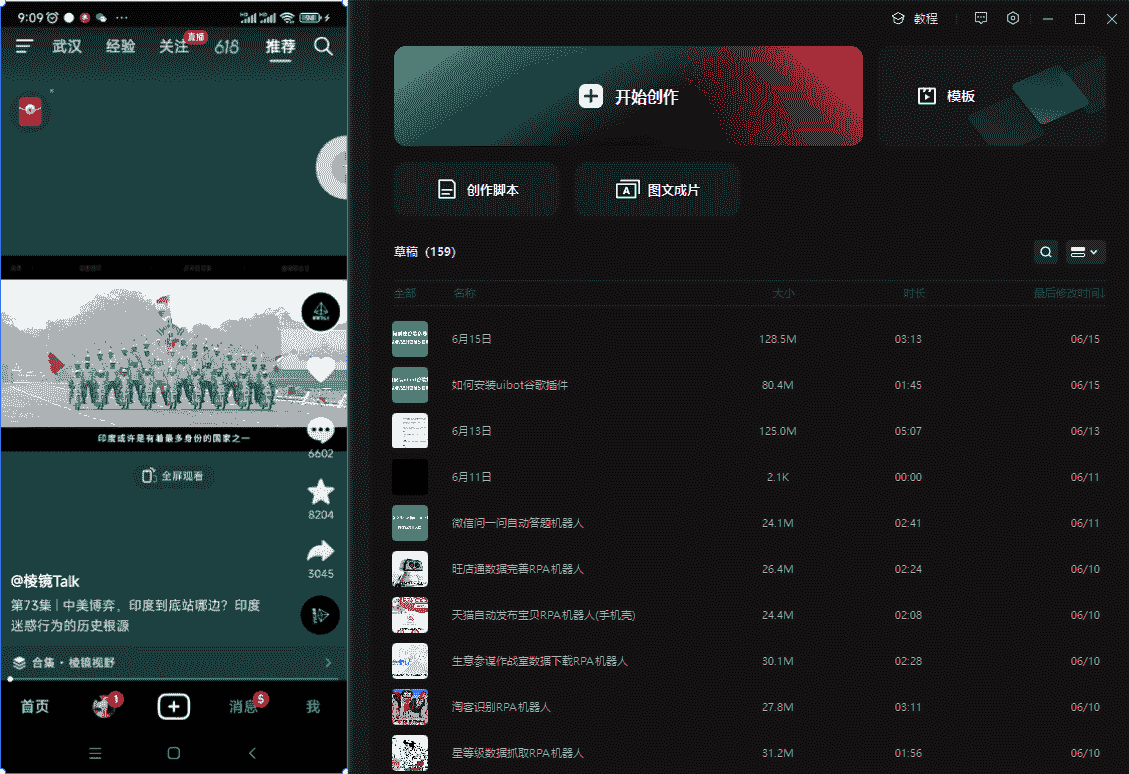 9:09
武汉 经验 关注 直播 618 推荐
印度或许是有着最多身份的国家之一
6602
全屏观看
8204
3045
@棱镜Talk
第73集 | 中美博弈,印度到底站哪边?印度
迷惑行为的历史根源
合集 · 棱镜视野
首页 1 消息 $ 我
教程
开始创作
模板
创作脚本
图文成片
草稿 (159)
全部 名称 大小 时长 最后修改时间
6月15日 128.5M 03:13 06/15
如何安装uibot谷歌插件 80.4M 01:45 06/15
6月13日 125.0M 05:07 06/13
6月11日 2.1K 00:00 06/11
微信问一问自动答题机器人 24.1M 02:41 06/11
旺店通数据完善RPA机器人 26.4M 02:24 06/10
天猫自动发布宝贝RPA机器人(手机壳) 24.4M 02:08 06/10
生意参谋作战室数据下载RPA机器人 30.1M 02:28 06/10
淘客识别RPA机器人 27.8M 03:11 06/10
星等级数据抓取RPA机器人 31.2M 01:56 06/10